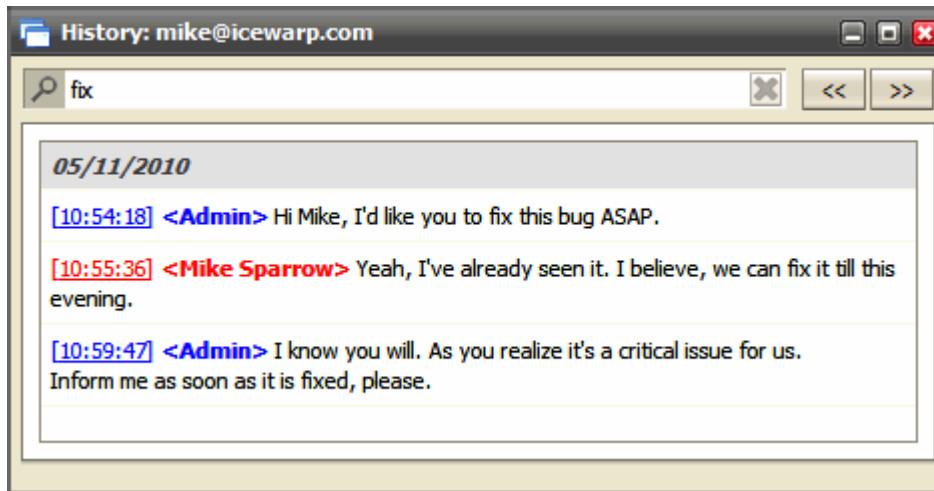 History: mike@icewarp.com
fix
<< >>
05/11/2010
[10:54:18] <Admin> Hi Mike, I'd like you to fix this bug ASAP.
[10:55:36] <Mike Sparrow> Yeah, I've already seen it. I believe, we can fix it till this
evening.
[10:59:47] <Admin> I know you will. As you realize it's a critical issue for us.
Inform me as soon as it is fixed, please.